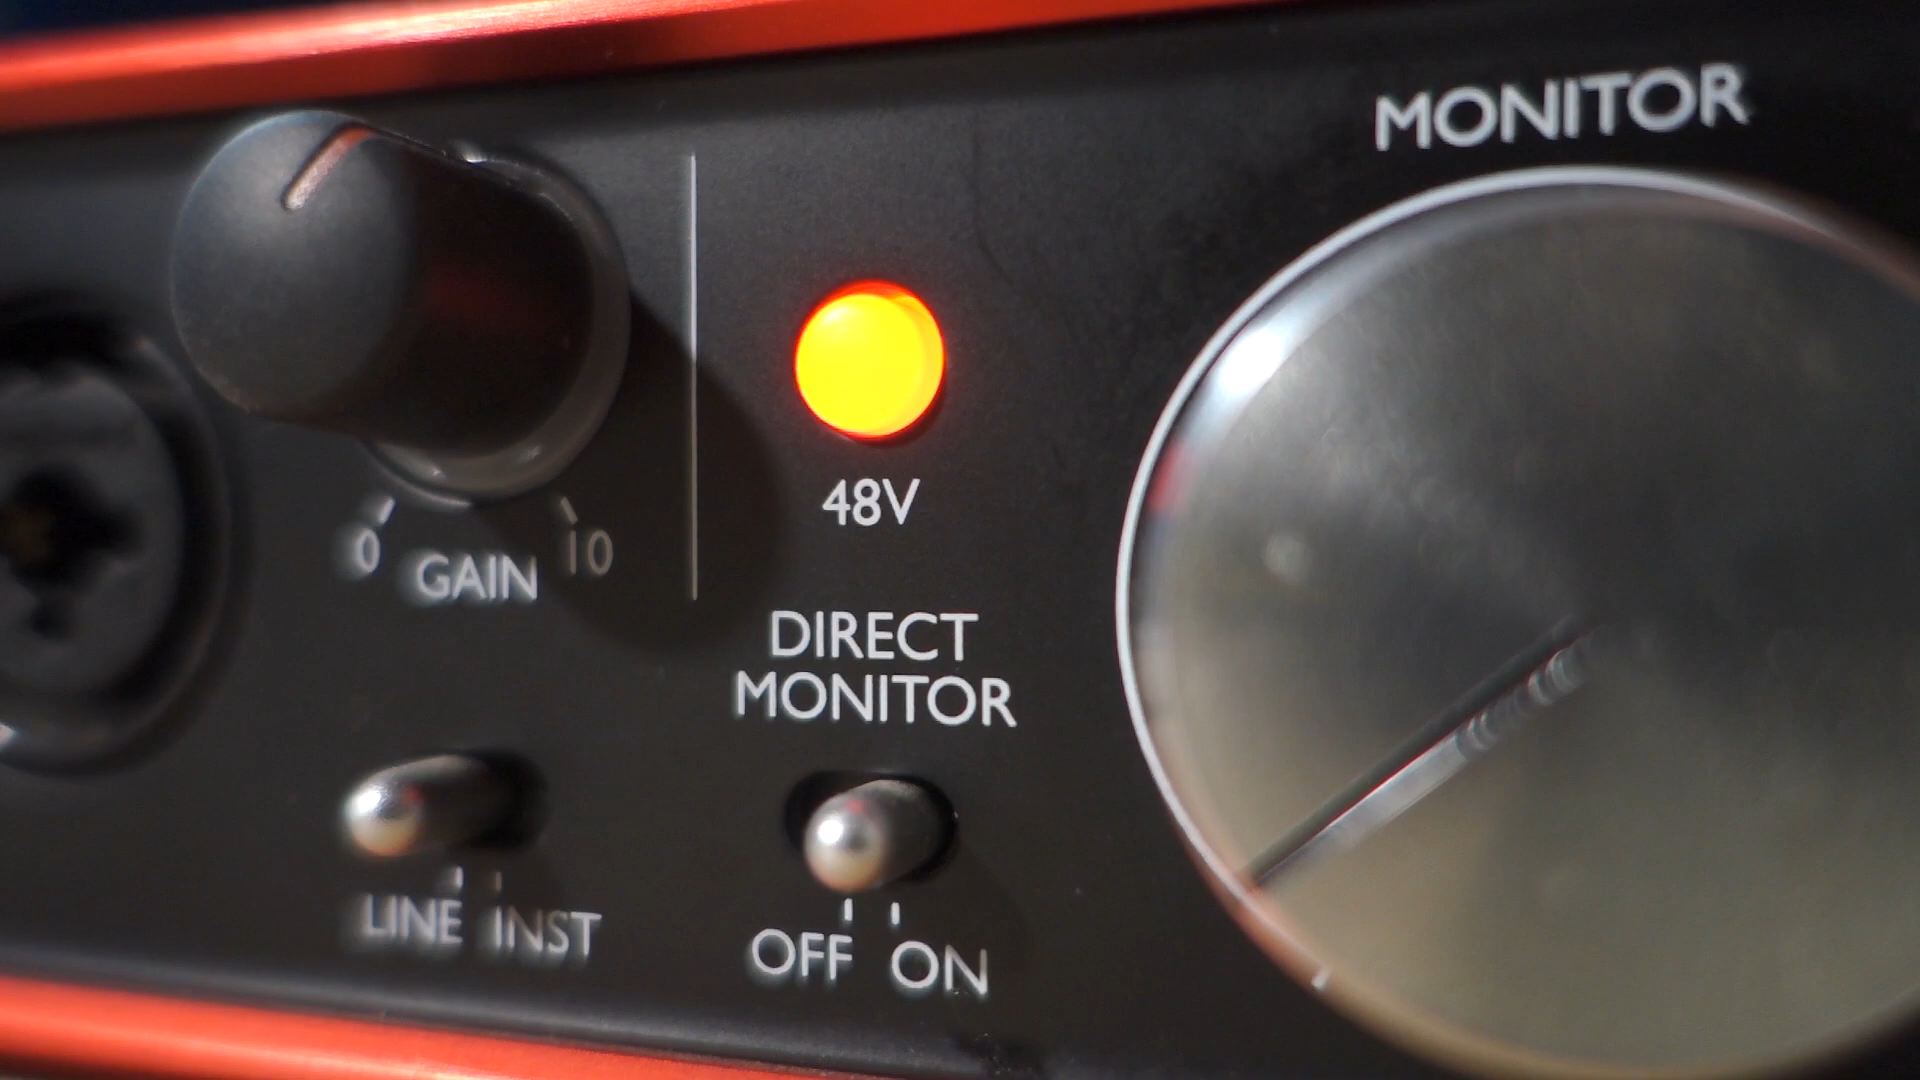 MONITOR
48V
0 GAIN 10
DIRECT
MONITOR
LINE INST
OFF ON